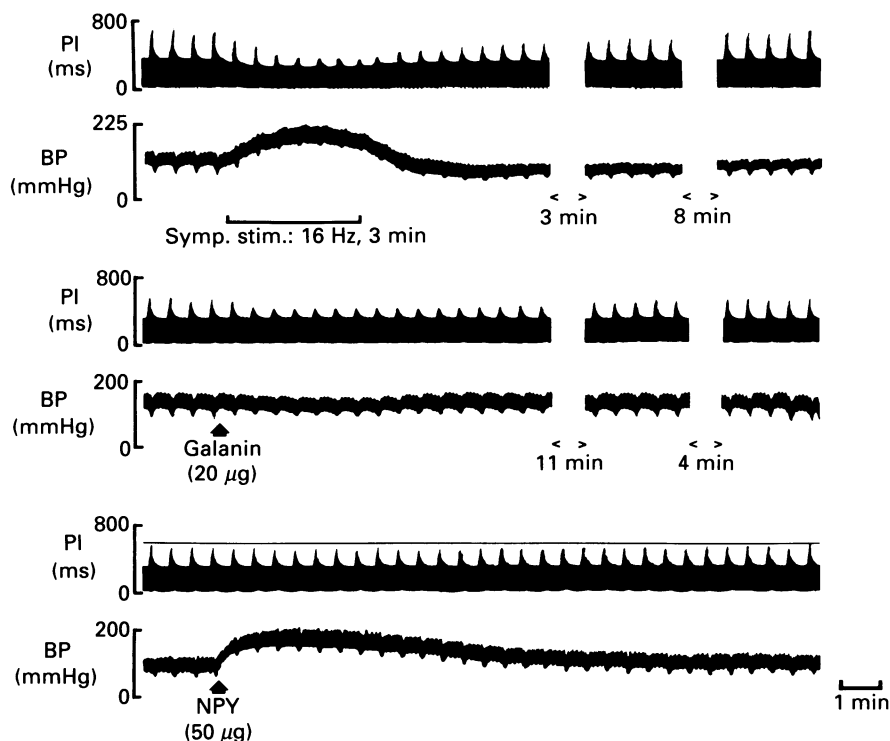 800
PI
(ms)
0
225
BP
(mmHg)
0
< >
3 min
< >
8 min
Symp. stim.: 16 Hz, 3 min
800
PI
(ms)
0
200
BP
(mmHg)
0
Galanin
(20 μg)
< >
11 min
< >
4 min
800
PI
(ms)
0
200
BP
(mmHg)
0
NPY
(50 μg)
1 min